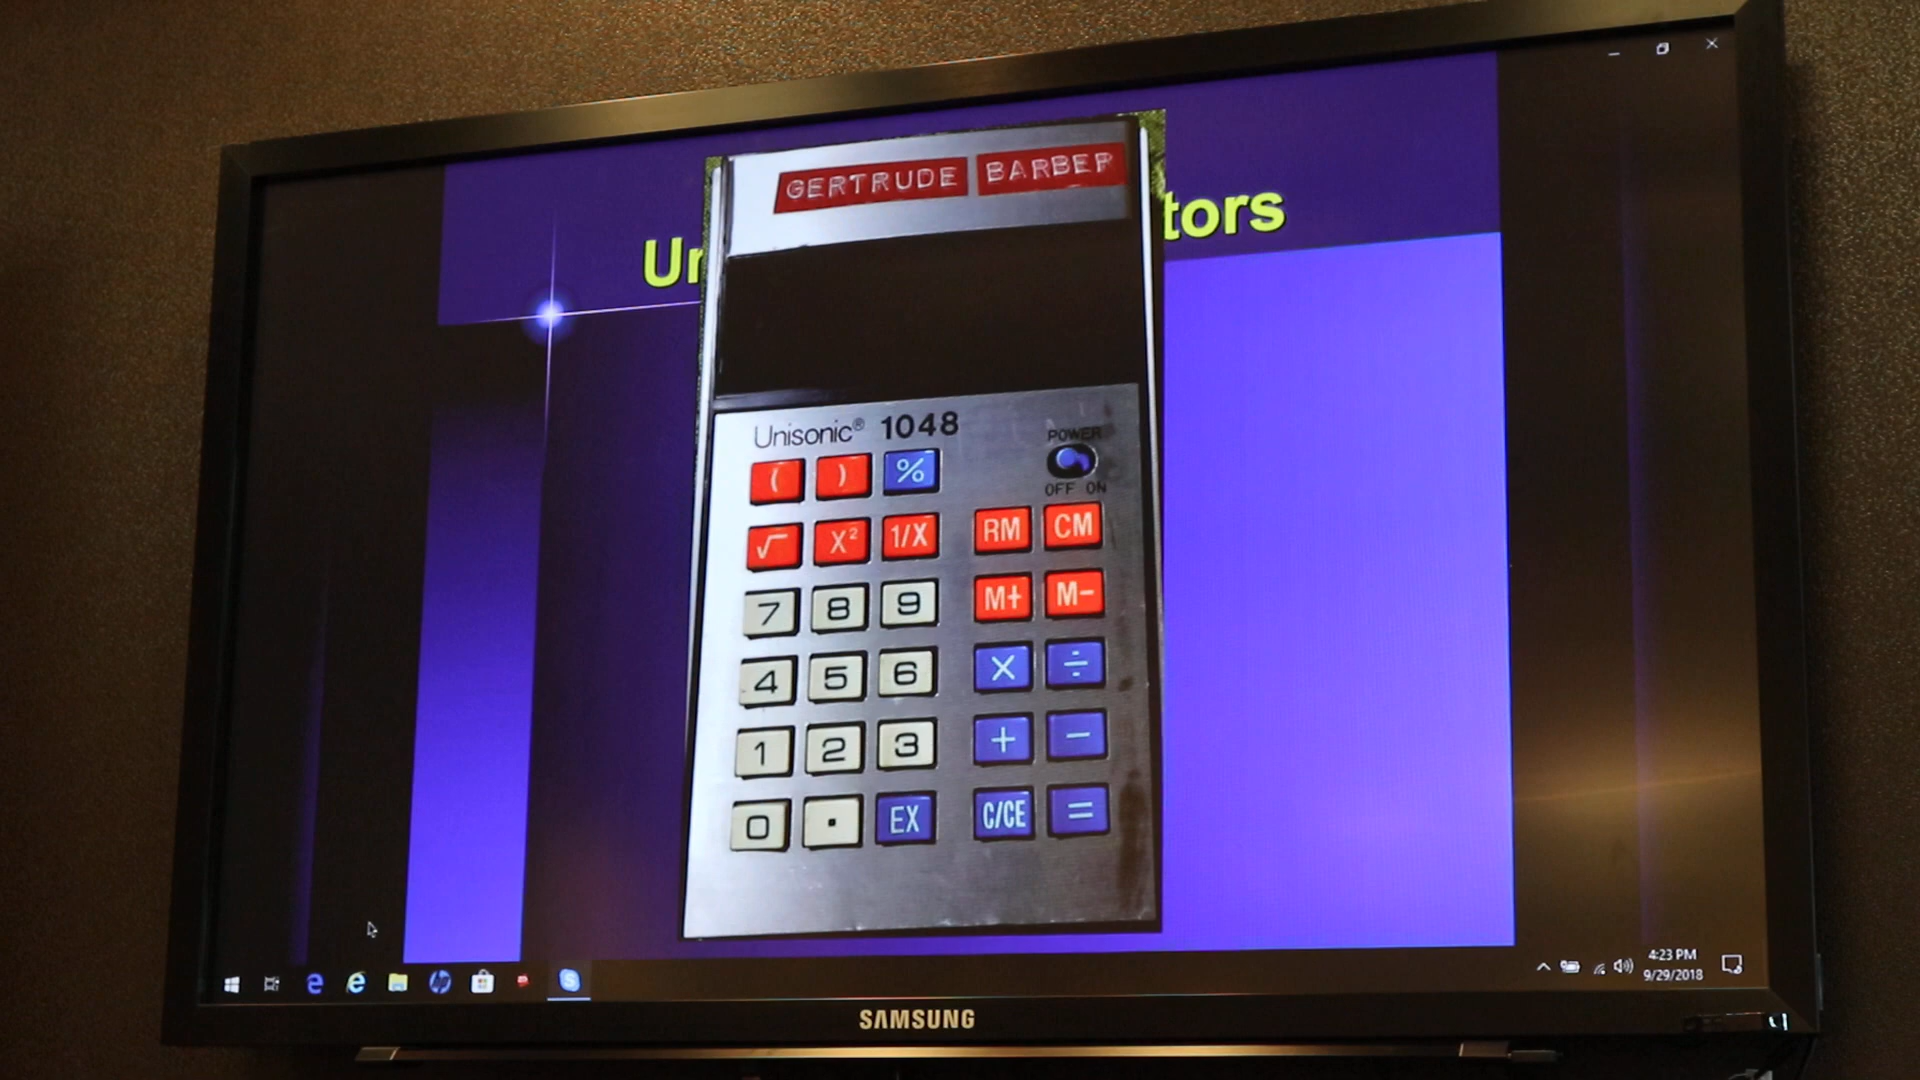 GERTRUDE BARBER
Ur tors
Unisonic® 1048
POWER
OFF ON
( ) %
√ X² 1/X RM CM
7 8 9 M+ M-
4 5 6 X ÷
1 2 3 + -
0 . EX C/CE =
4:23 PM
9/29/2018
SAMSUNG